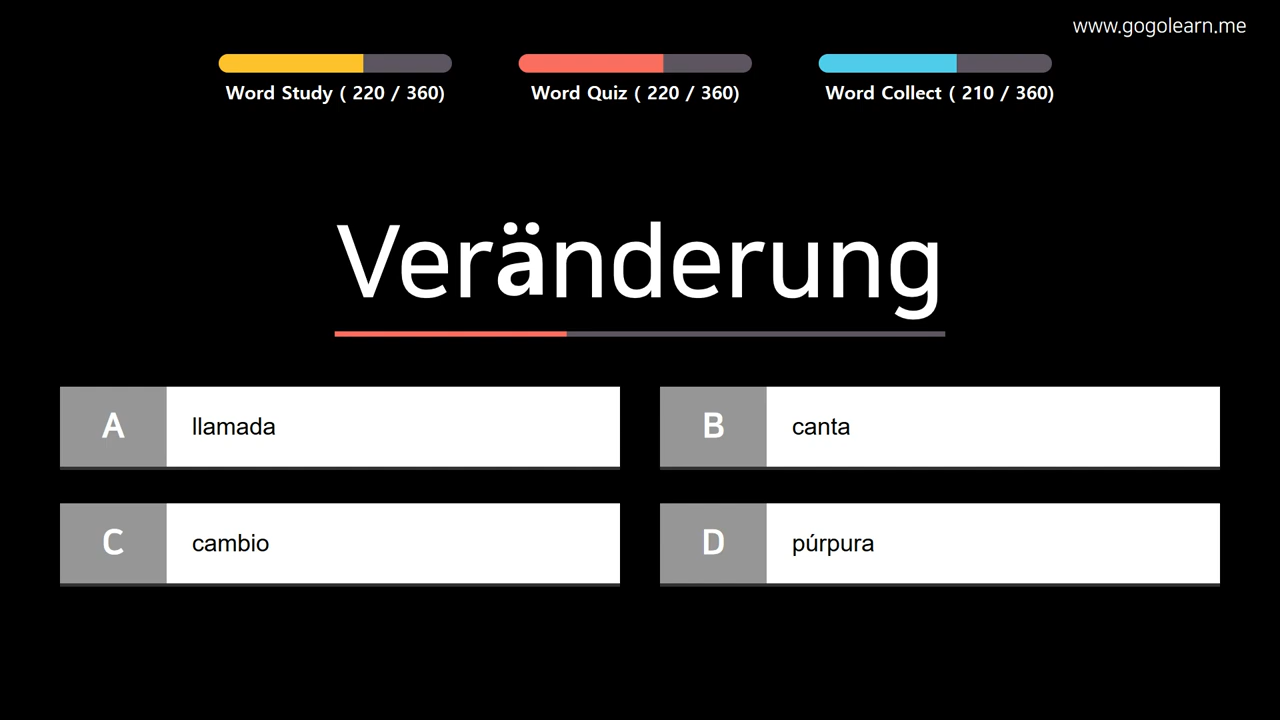 www.gogolearn.me
Word Study ( 220 / 360)
Word Quiz ( 220 / 360)
Word Collect ( 210 / 360)
Veränderung
A llamada
B canta
C cambio
D púrpura